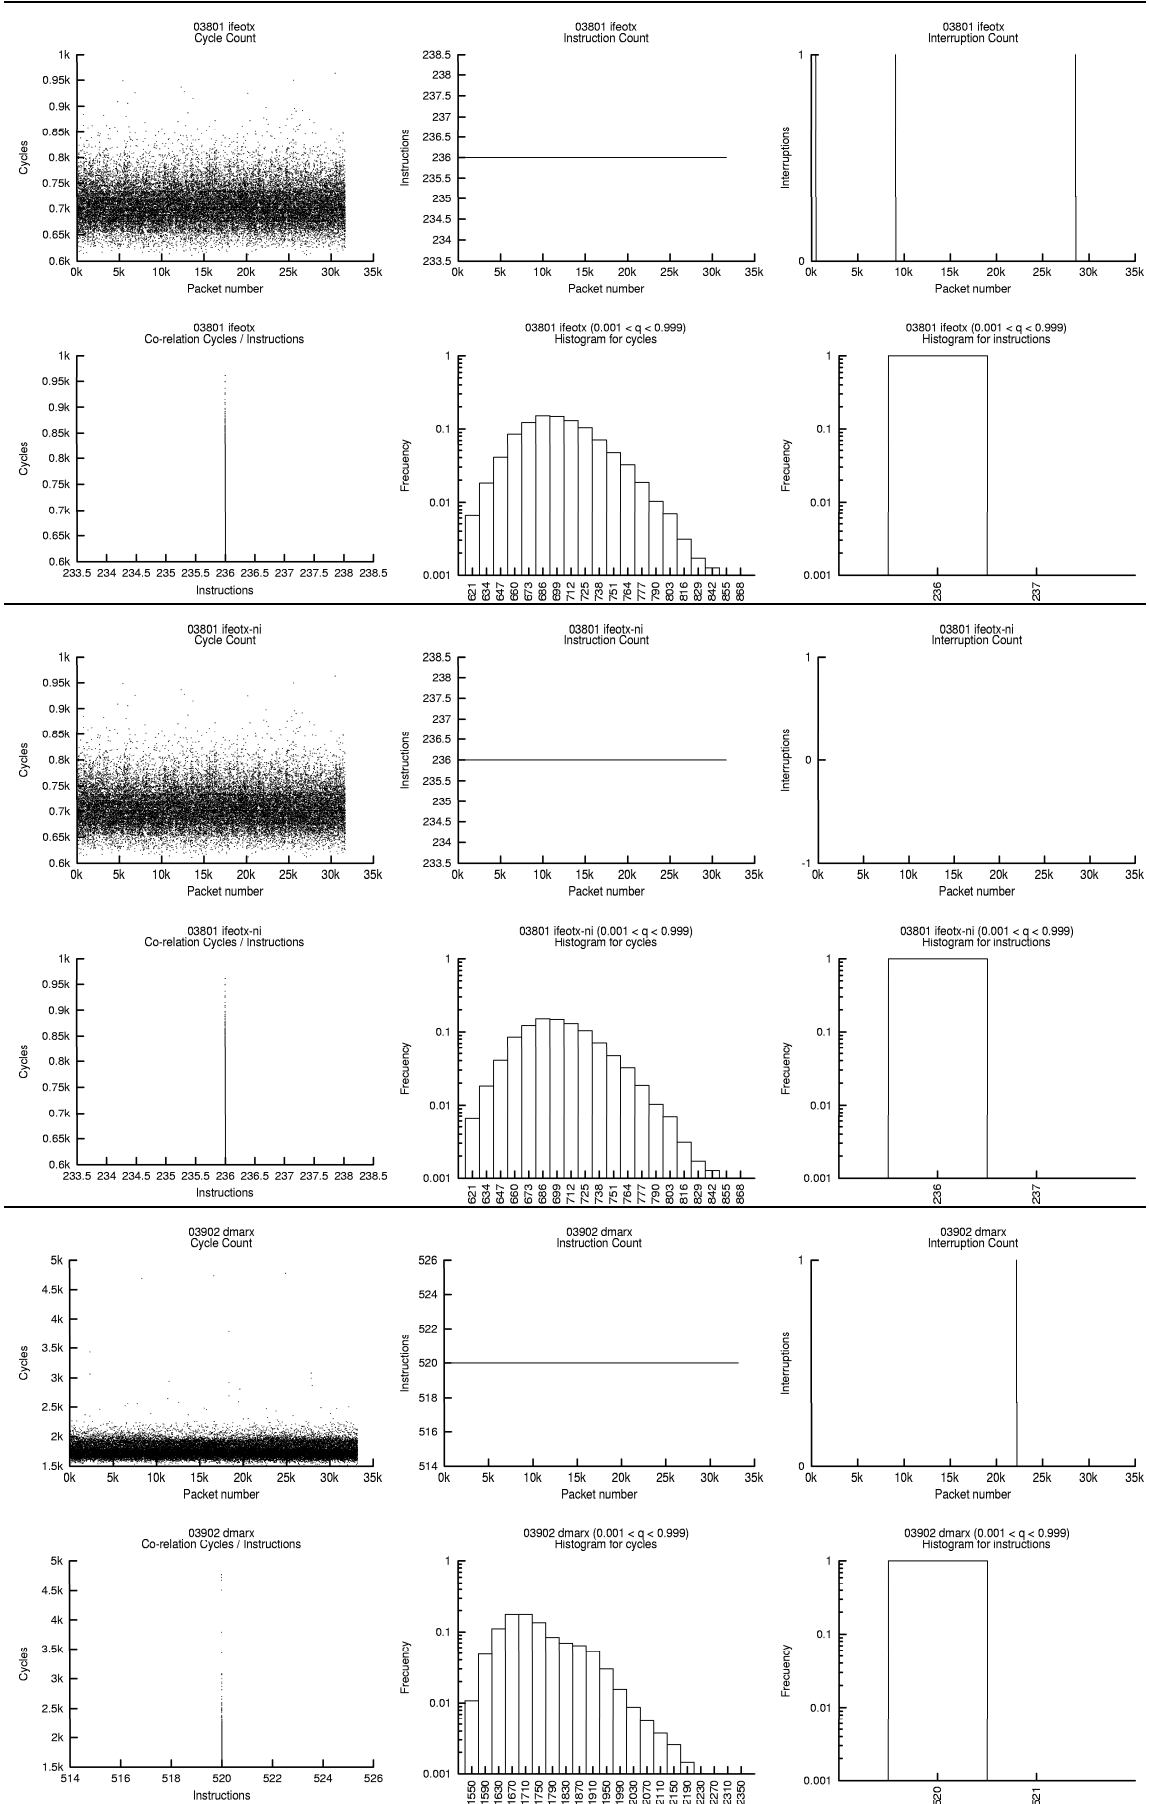 03801 ifeotx
Cycle Count
1k
0.95k
0.9k
0.85k
0.8k
0.75k
0.7k
0.65k
0.6k
Cycles
0k 5k 10k 15k 20k 25k 30k 35k
Packet number
03801 ifeotx
Instruction Count
238.5
238
237.5
237
236.5
236
235.5
235
234.5
234
233.5
Instructions
0k 5k 10k 15k 20k 25k 30k 35k
Packet number
03801 ifeotx
Interruption Count
1
0
Interruptions
0k 5k 10k 15k 20k 25k 30k 35k
Packet number
03801 ifeotx
Co-relation Cycles / Instructions
1k
0.95k
0.9k
0.85k
0.8k
0.75k
0.7k
0.65k
0.6k
Cycles
233.5 234 234.5 235 235.5 236 236.5 237 237.5 238 238.5
Instructions
03801 ifeotx (0.001 < q < 0.999)
Histogram for cycles
1
0.1
0.01
0.001
Frecuency
621 634 647 660 673 686 699 712 725 738 751 764 777 790 803 816 829 842 855 868
03801 ifeotx (0.001 < q < 0.999)
Histogram for instructions
1
0.1
0.01
0.001
Frecuency
236 237
03801 ifeotx-ni
Cycle Count
1k
0.95k
0.9k
0.85k
0.8k
0.75k
0.7k
0.65k
0.6k
Cycles
0k 5k 10k 15k 20k 25k 30k 35k
Packet number
03801 ifeotx-ni
Instruction Count
238.5
238
237.5
237
236.5
236
235.5
235
234.5
234
233.5
Instructions
0k 5k 10k 15k 20k 25k 30k 35k
Packet number
03801 ifeotx-ni
Interruption Count
1
0
-1
Interruptions
0k 5k 10k 15k 20k 25k 30k 35k
Packet number
03801 ifeotx-ni
Co-relation Cycles / Instructions
1k
0.95k
0.9k
0.85k
0.8k
0.75k
0.7k
0.65k
0.6k
Cycles
233.5 234 234.5 235 235.5 236 236.5 237 237.5 238 238.5
Instructions
03801 ifeotx-ni (0.001 < q < 0.999)
Histogram for cycles
1
0.1
0.01
0.001
Frecuency
621 634 647 660 673 686 699 712 725 738 751 764 777 790 803 816 829 842 855 868
03801 ifeotx-ni (0.001 < q < 0.999)
Histogram for instructions
1
0.1
0.01
0.001
Frecuency
236 237
03902 dmarx
Cycle Count
5k
4.5k
4k
3.5k
3k
2.5k
2k
1.5k
Cycles
0k 5k 10k 15k 20k 25k 30k 35k
Packet number
03902 dmarx
Instruction Count
526
524
522
520
518
516
514
Instructions
0k 5k 10k 15k 20k 25k 30k 35k
Packet number
03902 dmarx
Interruption Count
1
0
Interruptions
0k 5k 10k 15k 20k 25k 30k 35k
Packet number
03902 dmarx
Co-relation Cycles / Instructions
5k
4.5k
4k
3.5k
3k
2.5k
2k
1.5k
Cycles
514 516 518 520 522 524 526
Instructions
03902 dmarx (0.001 < q < 0.999)
Histogram for cycles
1
0.1
0.01
0.001
Frecuency
1550 1590 1630 1670 1710 1750 1790 1830 1870 1910 1950 1990 2030 2070 2110 2150 2190 2230 2270 2310 2350
03902 dmarx (0.001 < q < 0.999)
Histogram for instructions
1
0.1
0.01
0.001
Frecuency
520 521